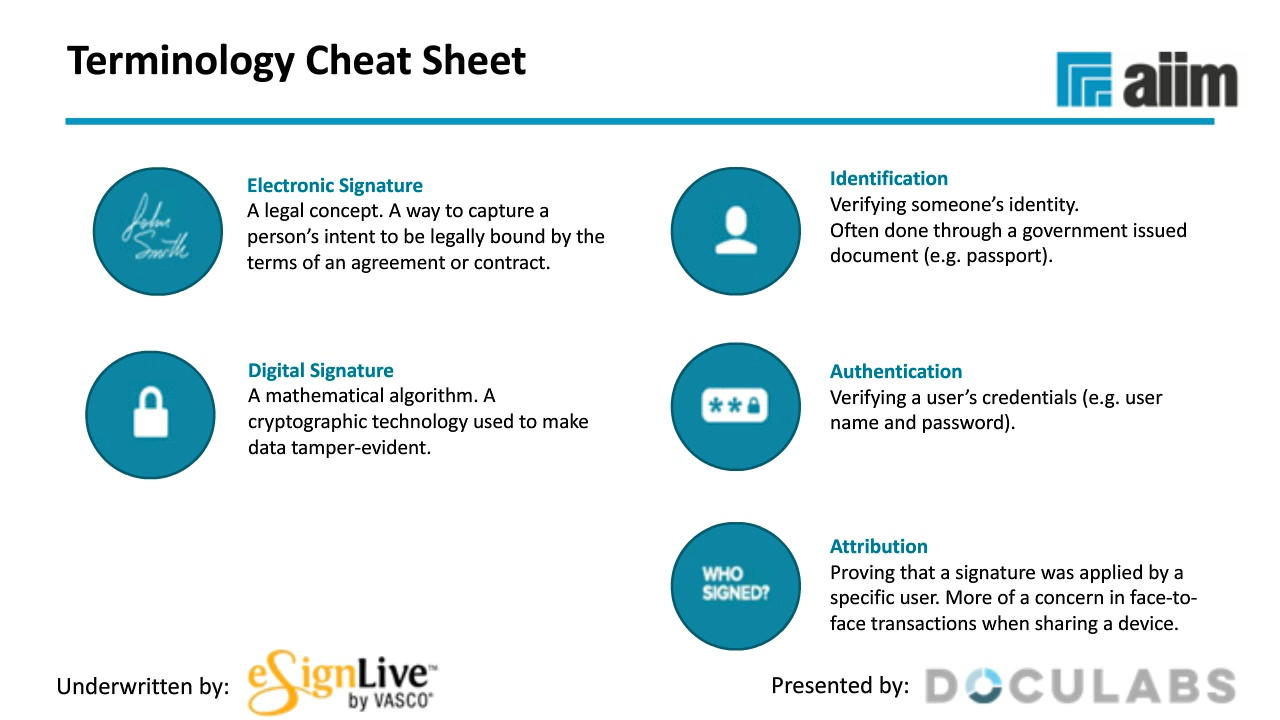 Terminology Cheat Sheet
aiim
John
Smith
Electronic Signature
A legal concept. A way to capture a
person’s intent to be legally bound by the
terms of an agreement or contract.
Digital Signature
A mathematical algorithm. A
cryptographic technology used to make
data tamper-evident.
Identification
Verifying someone’s identity.
Often done through a government issued
document (e.g. passport).
**
Authentication
Verifying a user’s credentials (e.g. user
name and password).
WHO
SIGNED?
Attribution
Proving that a signature was applied by a
specific user. More of a concern in face-to-
face transactions when sharing a device.
Underwritten by:
eSignLive™
by VASCO®
Presented by:
DOCULABS